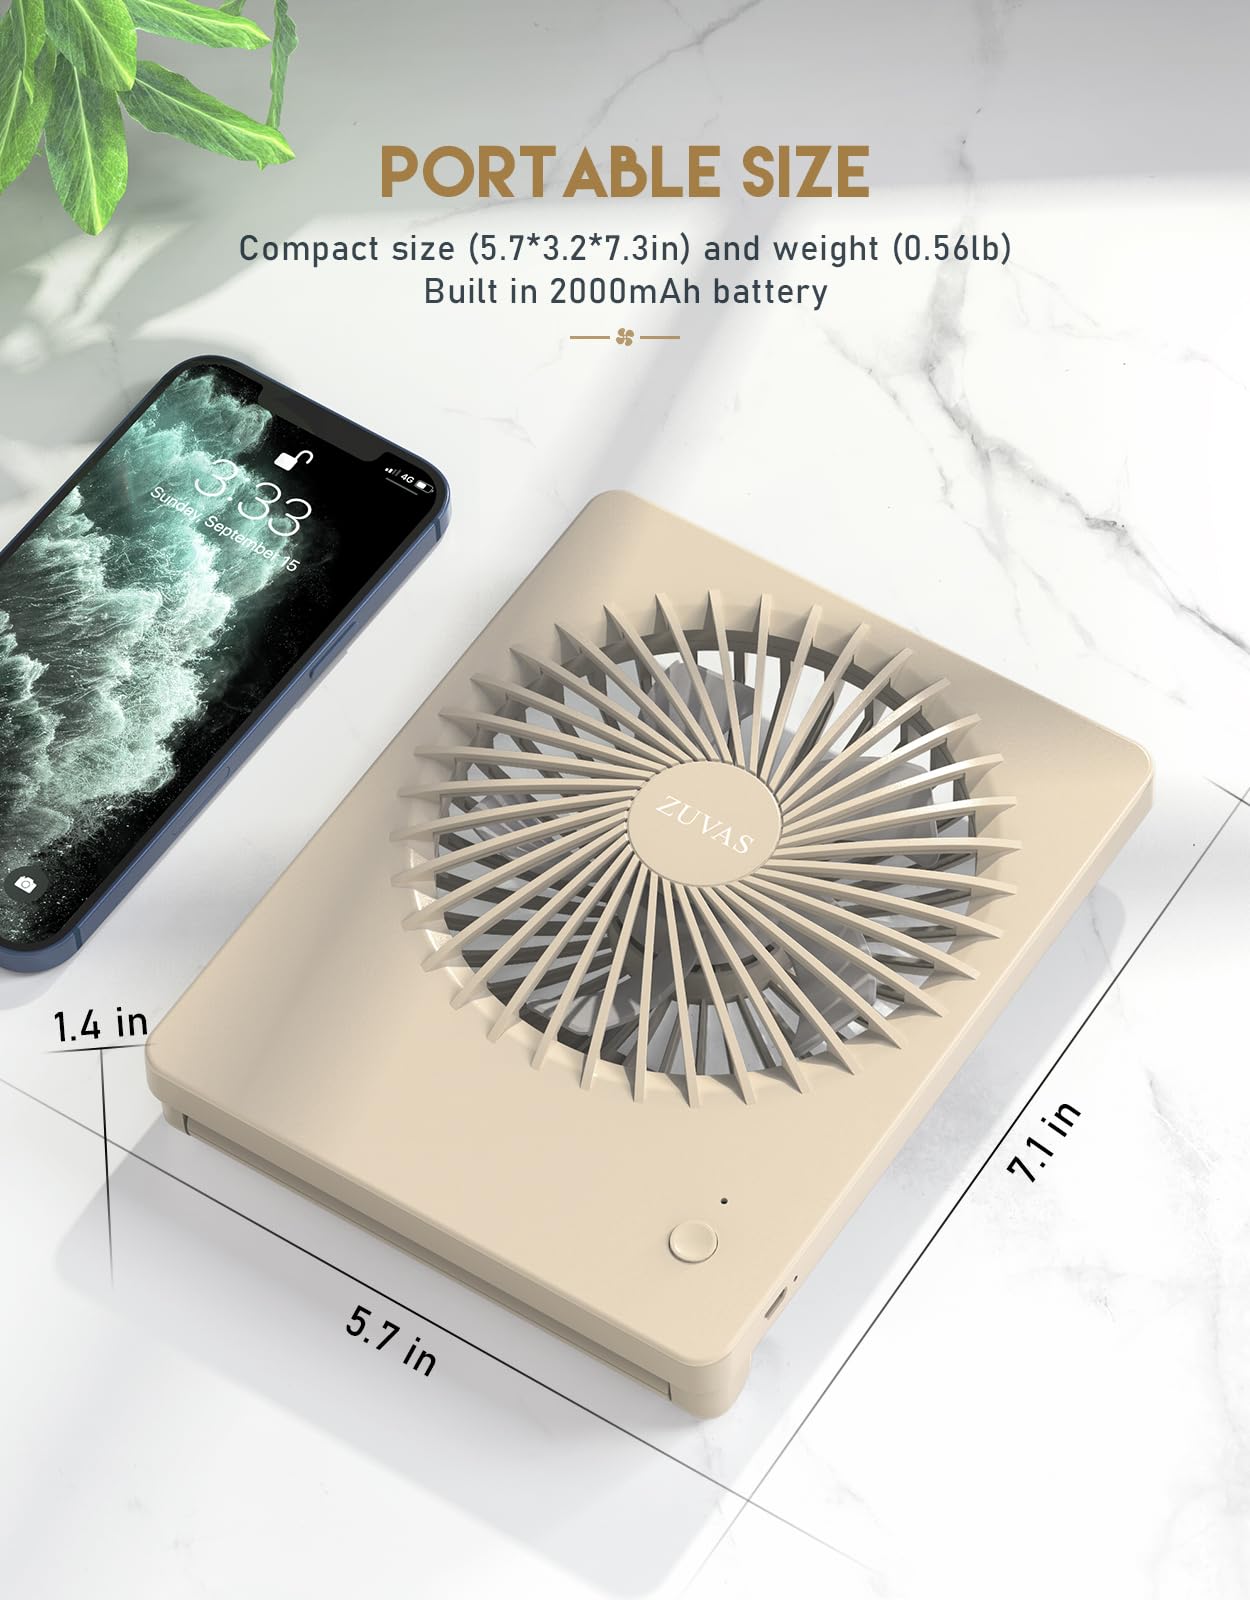 PORTABLE SIZE
Compact size (5.7*3.2*7.3in) and weight (0.56lb)
Built in 2000mAh battery
4G
3:33
Sunday, September 15
ZUVAS
1.4 in
7.1 in
5.7 in